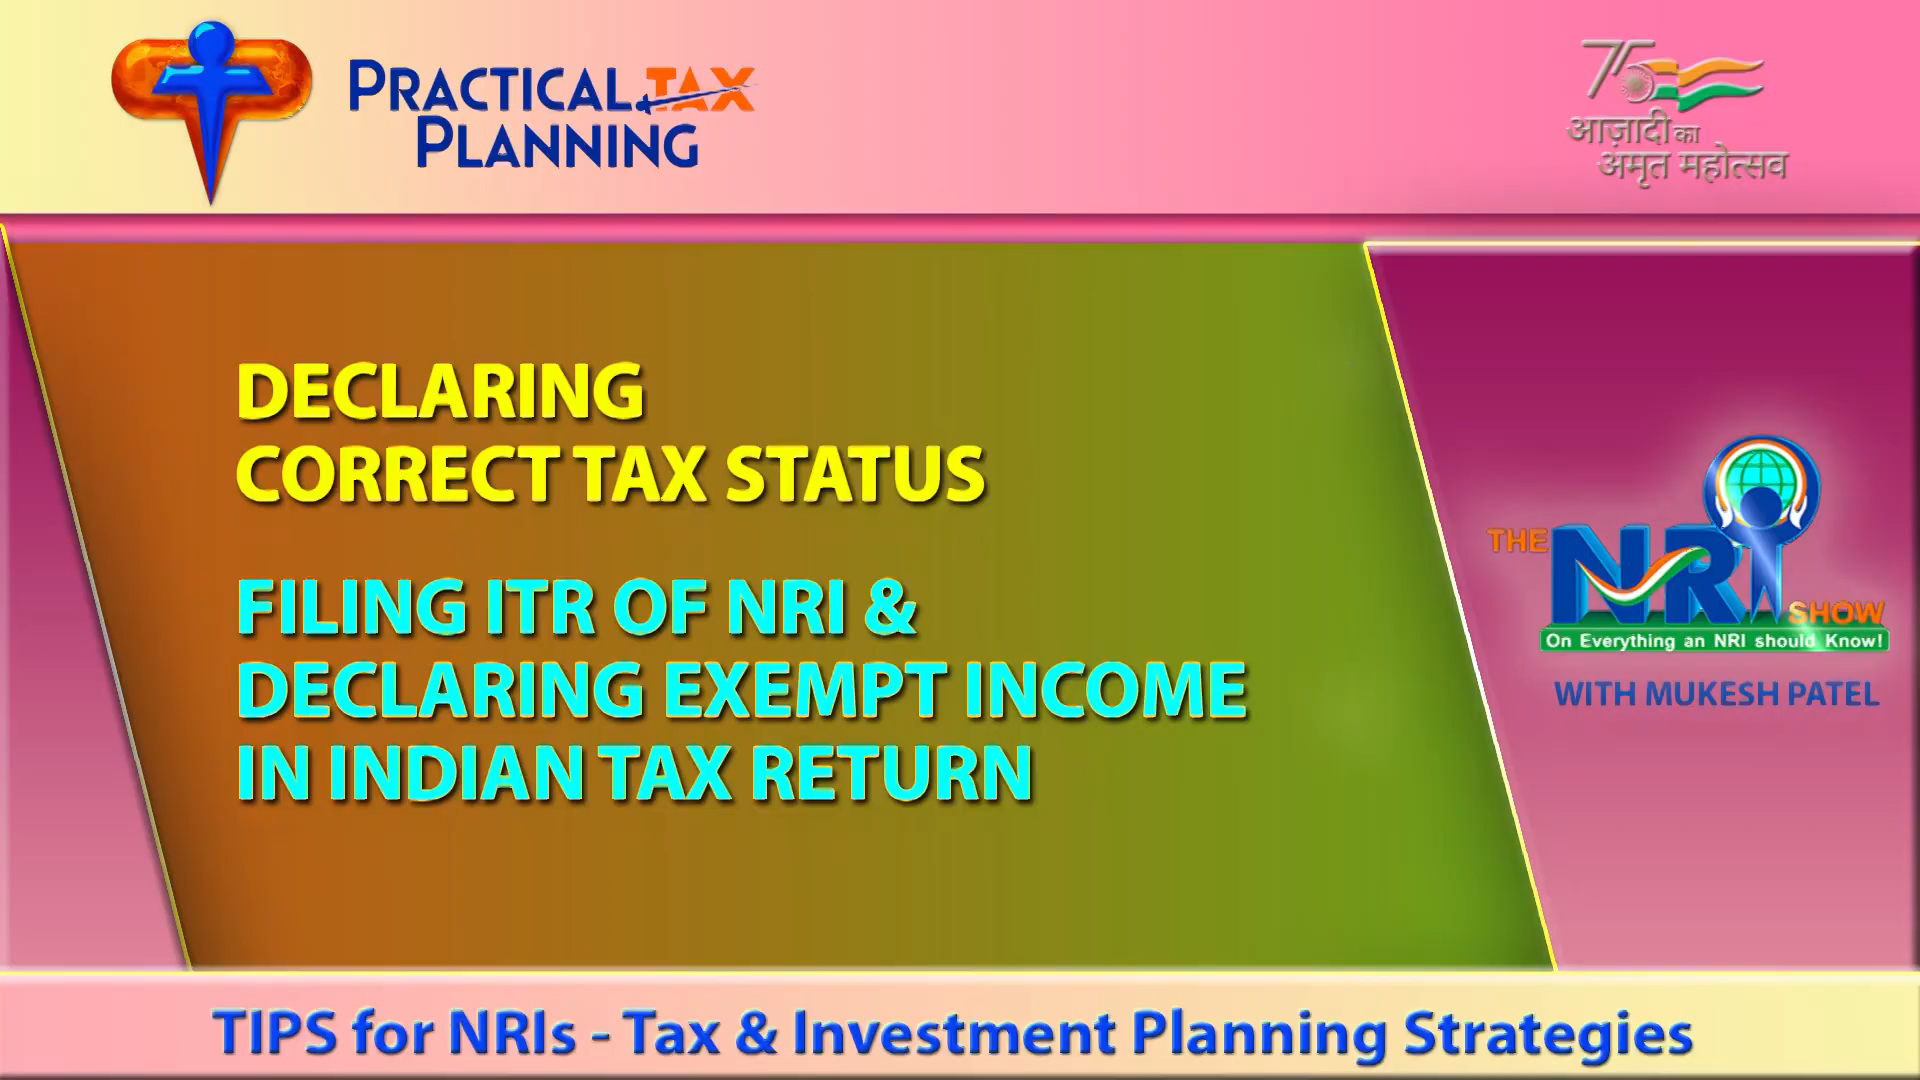 PRACTICAL TAX
PLANNING
75
आज़ादी का
अमृत महोत्सव
DECLARING
CORRECT TAX STATUS
FILING ITR OF NRI &
DECLARING EXEMPT INCOME
IN INDIAN TAX RETURN
THE NRI SHOW
On Everything an NRI should Know!
WITH MUKESH PATEL
TIPS for NRIs - Tax & Investment Planning Strategies